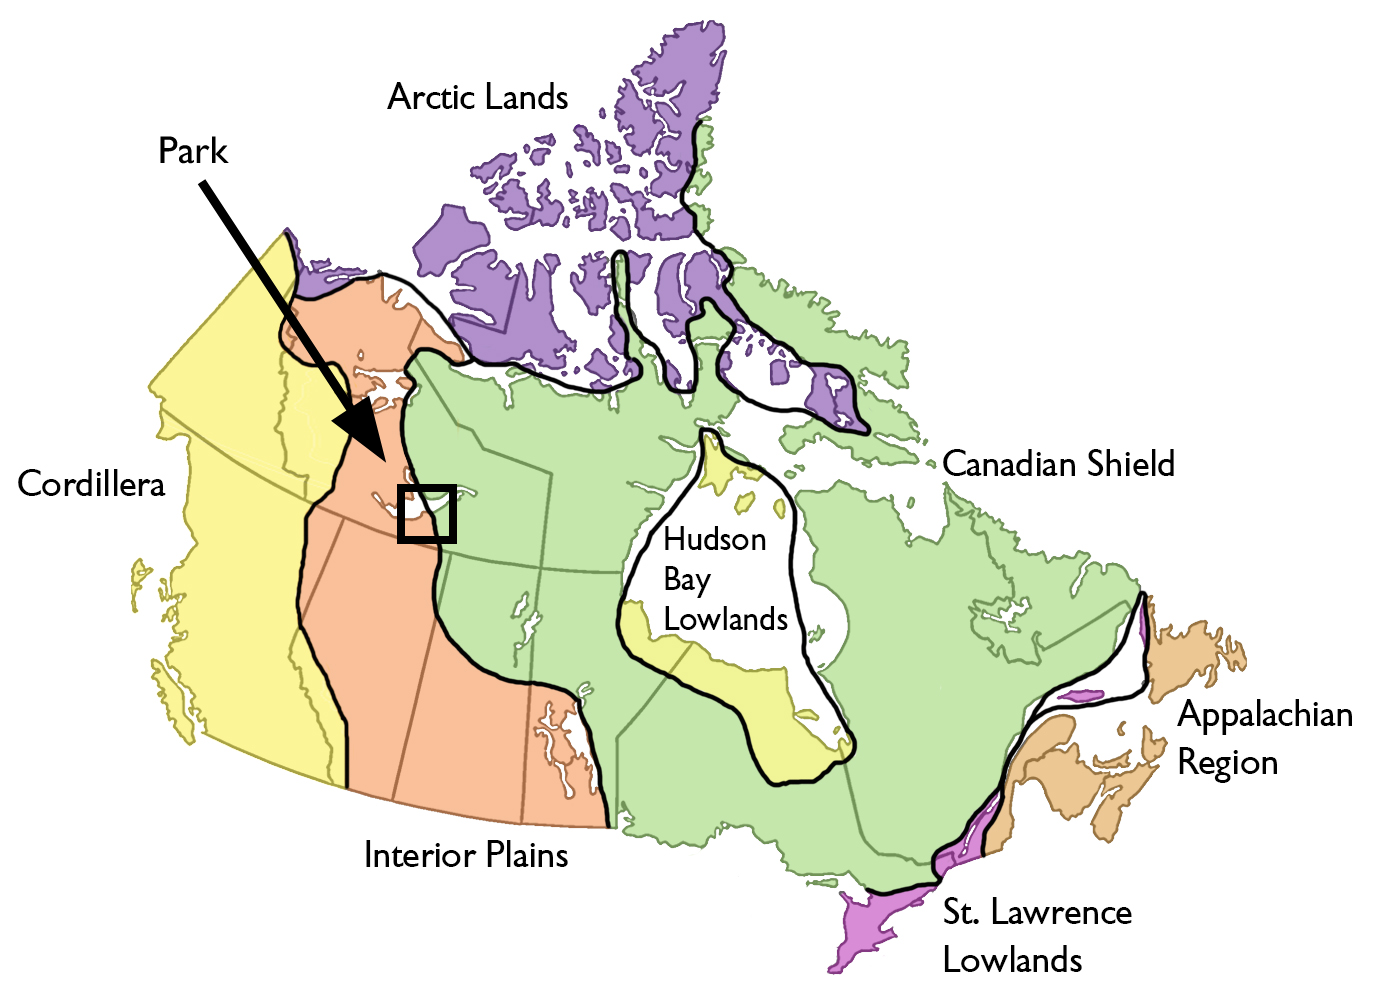 Arctic Lands
Park
Cordillera
Canadian Shield
Hudson
Bay
Lowlands
Appalachian
Region
Interior Plains
St. Lawrence
Lowlands